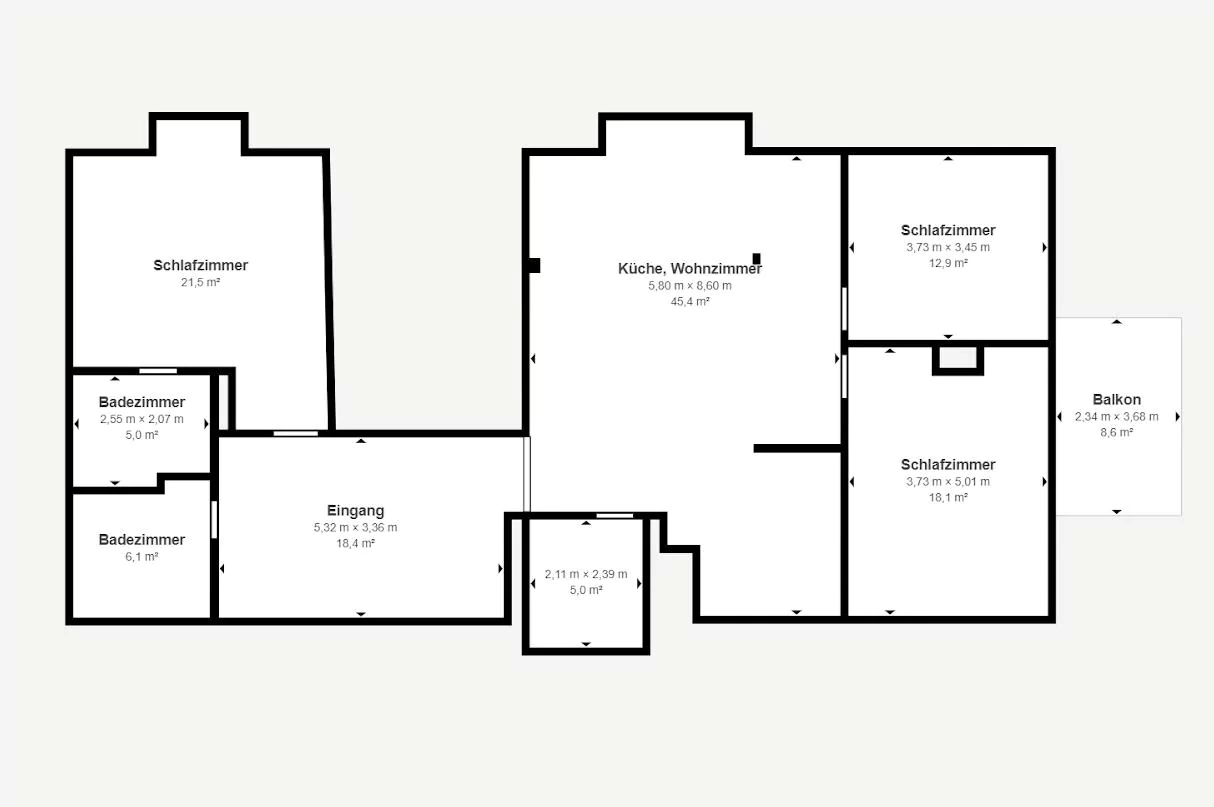 Schlafzimmer
21,5 m²
Badezimmer
2,55 m × 2,07 m
5,0 m²
Badezimmer
6,1 m²
Eingang
5,32 m × 3,36 m
18,4 m²
Küche, Wohnzimmer
5,80 m × 8,60 m
45,4 m²
2,11 m × 2,39 m
5,0 m²
Schlafzimmer
3,73 m × 3,45 m
12,9 m²
Schlafzimmer
3,73 m × 5,01 m
18,1 m²
Balkon
2,34 m × 3,68 m
8,6 m²